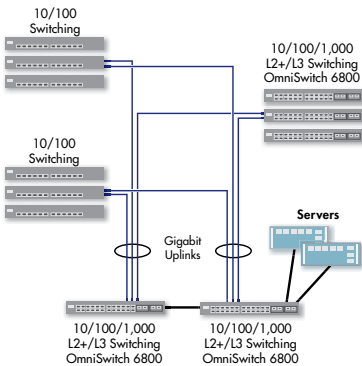 10/100
Switching
10/100/1,000
L2+/L3 Switching
OmniSwitch 6800
10/100
Switching
Servers
Gigabit
Uplinks
10/100/1,000
L2+/L3 Switching
OmniSwitch 6800
10/100/1,000
L2+/L3 Switching
OmniSwitch 6800